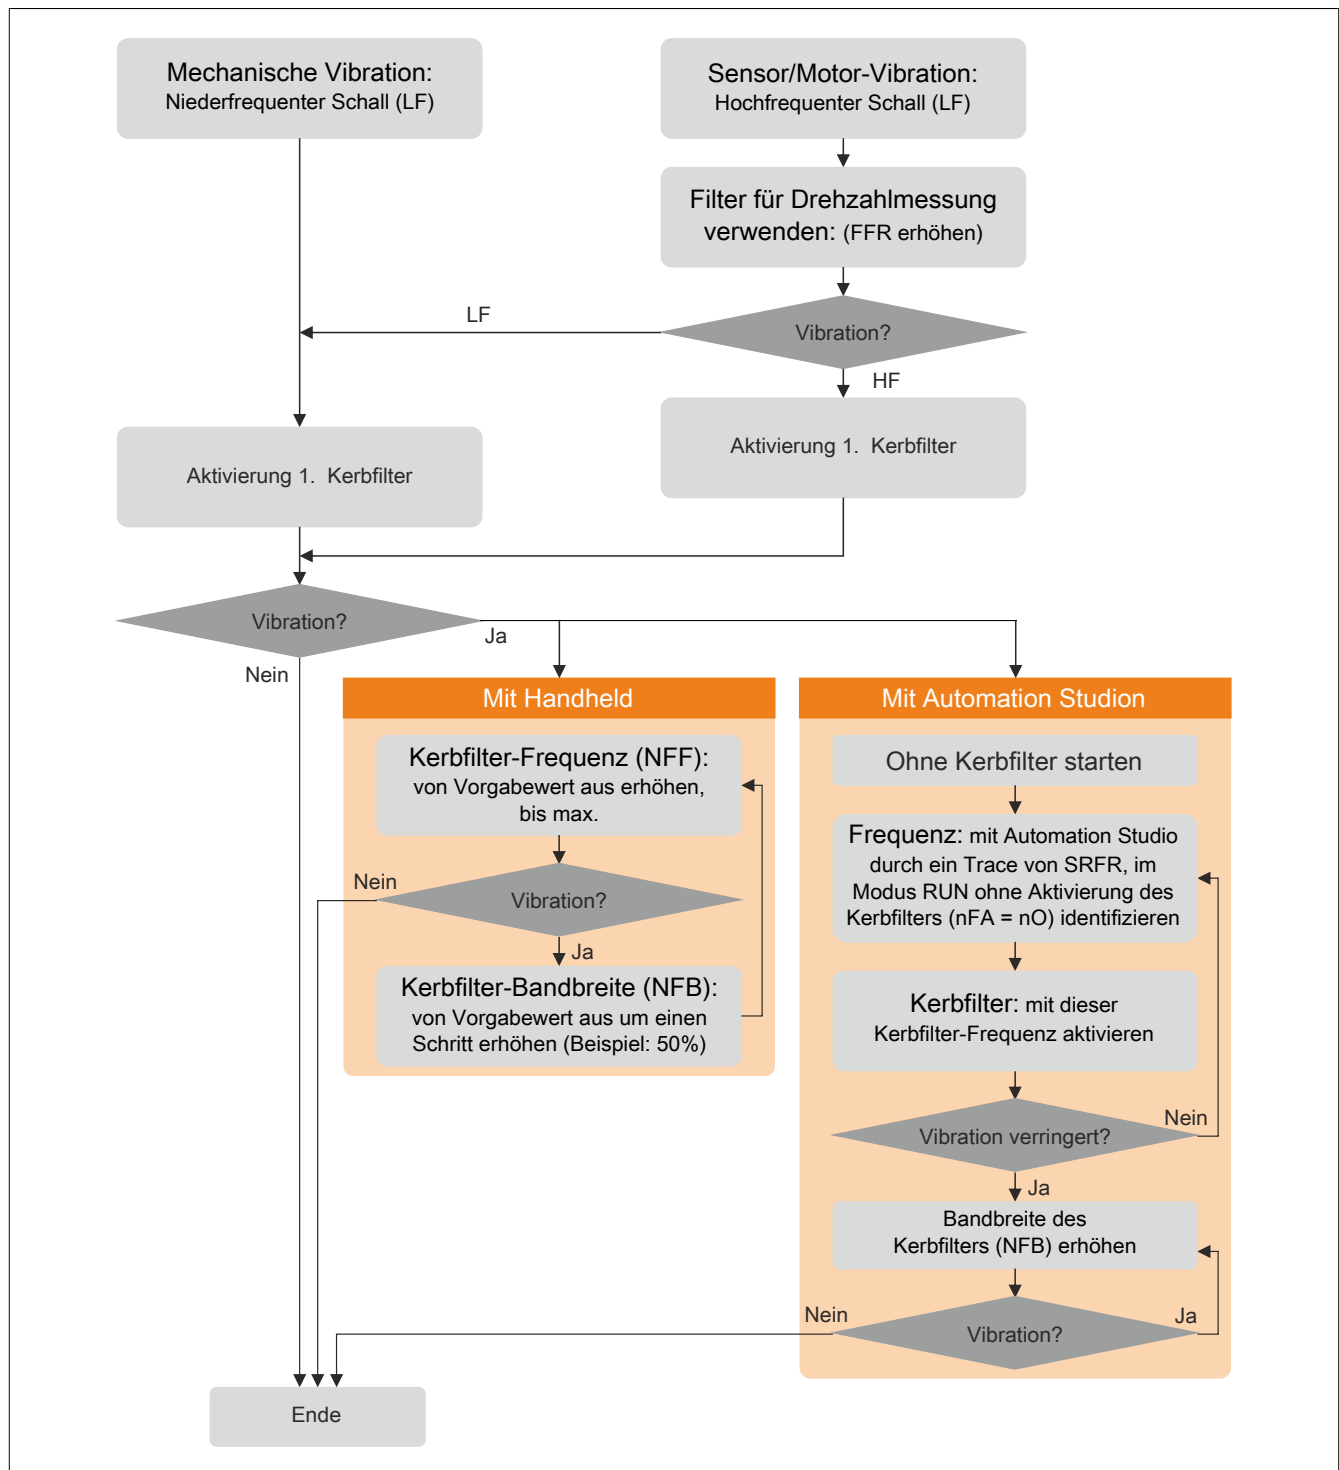 Mechanische Vibration:
Niederfrequenter Schall (LF)
Sensor/Motor-Vibration:
Hochfrequenter Schall (LF)
Filter für Drehzahlmessung
verwenden: (FFR erhöhen)
LF
Vibration?
HF
Aktivierung 1. Kerbfilter
Aktivierung 1. Kerbfilter
Vibration?
Ja
Nein
Mit Handheld
Kerbfilter-Frequenz (NFF):
von Vorgabewert aus erhöhen,
bis max.
Nein
Vibration?
Ja
Kerbfilter-Bandbreite (NFB):
von Vorgabewert aus um einen
Schritt erhöhen (Beispiel: 50%)
Mit Automation Studion
Ohne Kerbfilter starten
Frequenz: mit Automation Studio
durch ein Trace von SRFR, im
Modus RUN ohne Aktivierung des
Kerbfilters (nFA = nO) identifizieren
Kerbfilter: mit dieser
Kerbfilter-Frequenz aktivieren
Nein
Vibration verringert?
Ja
Bandbreite des
Kerbfilters (NFB) erhöhen
Nein
Ja
Vibration?
Ende